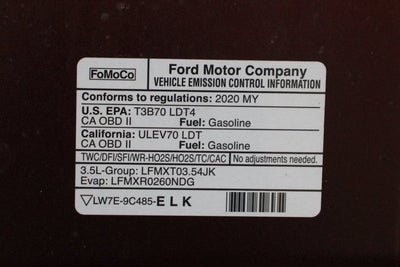 FoMoCo
Ford Motor Company
VEHICLE EMISSION CONTROL INFORMATION
Conforms to regulations: 2020 MY
U.S. EPA: T3B70 LDT4
CA OBD II Fuel: Gasoline
California: ULEV70 LDT
CA OBD II Fuel: Gasoline
TWC/DFI/SFI/WR-HO2S/HO2S/TC/CAC No adjustments needed.
3.5L-Group: LFMXT03.54JK
Evap: LFMXR0260NDG
LW7E-9C485-ELK